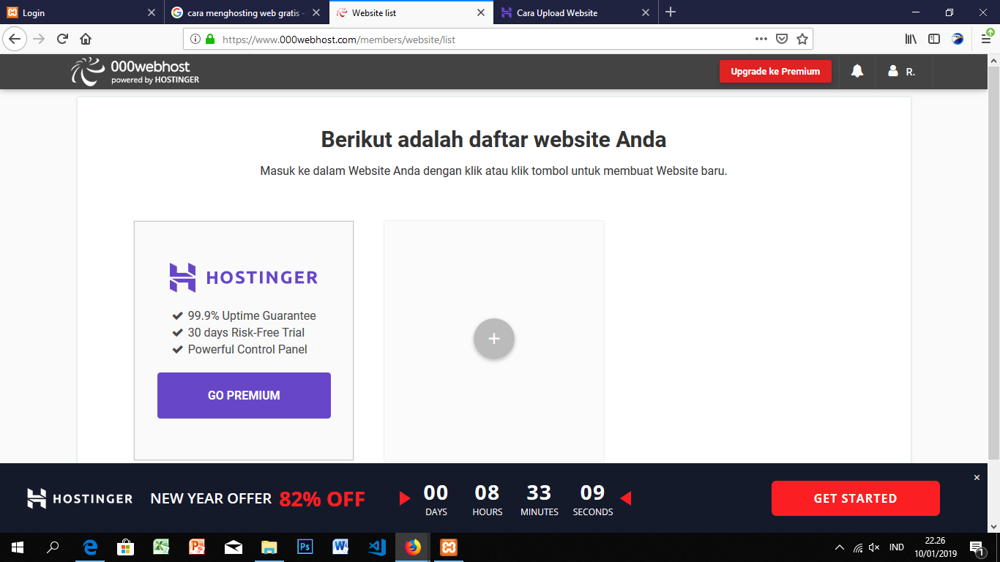 Login
cara menghosting web gratis -
Website list
Cara Upload Website
https://www.000webhost.com/members/website/list
000webhost
powered by HOSTINGER
Upgrade ke Premium
R.
Berikut adalah daftar website Anda
Masuk ke dalam Website Anda dengan klik atau klik tombol untuk membuat Website baru.
HOSTINGER
99.9% Uptime Guarantee
30 days Risk-Free Trial
Powerful Control Panel
GO PREMIUM
+
HOSTINGER
NEW YEAR OFFER 82% OFF
00 08 33 09
DAYS HOURS MINUTES SECONDS
GET STARTED
IND
22.26
10/01/2019
1